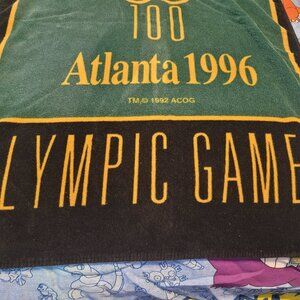 100
Atlanta 1996
TM,© 1992 ACOG
LYMPIC GAME